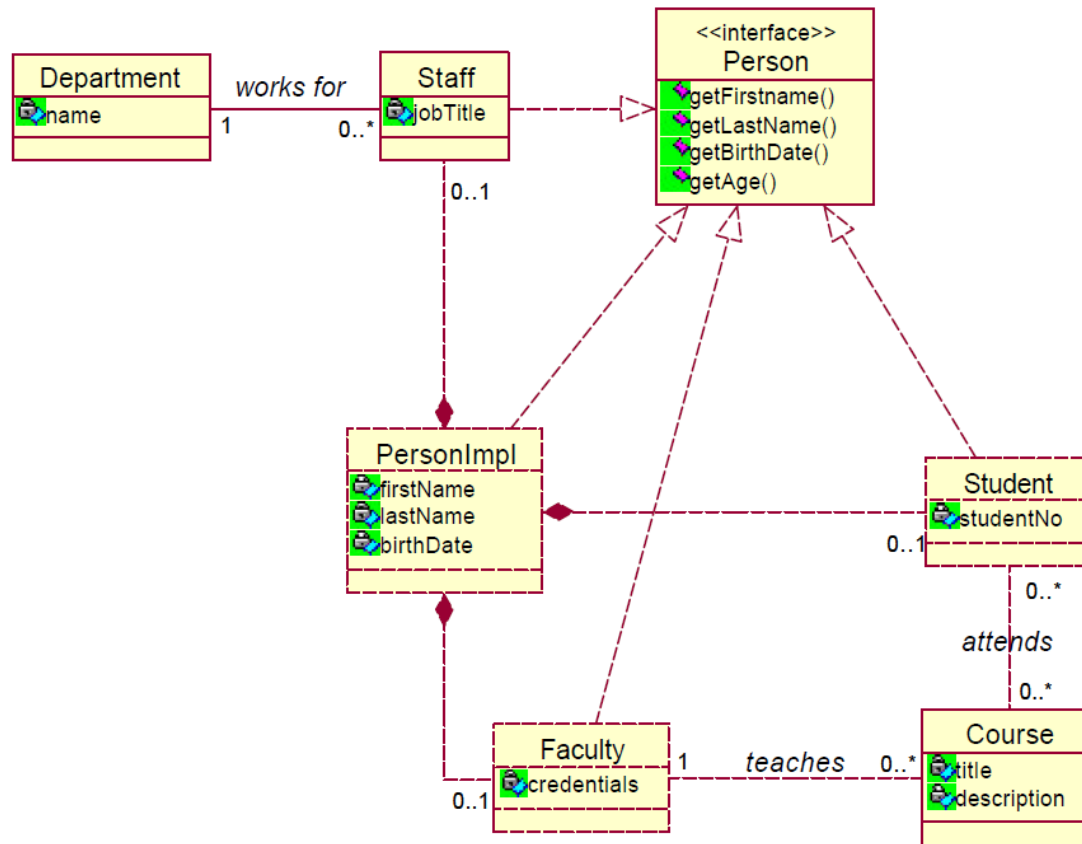 <<interface>>
Person
getFirstname()
getLastName()
getBirthDate()
getAge()
Department
name
works for
1
0..*
Staff
jobTitle
0..1
PersonImpl
firstName
lastName
birthDate
Student
studentNo
0..1
0..*
attends
0..*
Faculty
credentials
0..1
1
teaches
0..*
Course
title
description